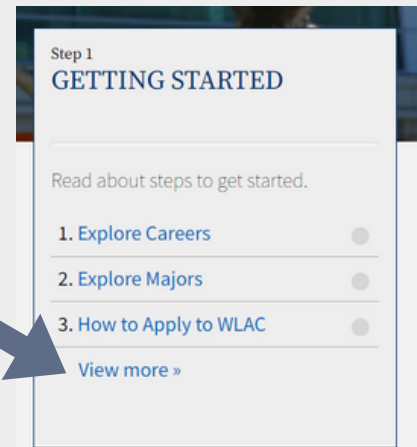 Step 1
GETTING STARTED
Read about steps to get started.
1. Explore Careers
2. Explore Majors
3. How to Apply to WLAC
View more »